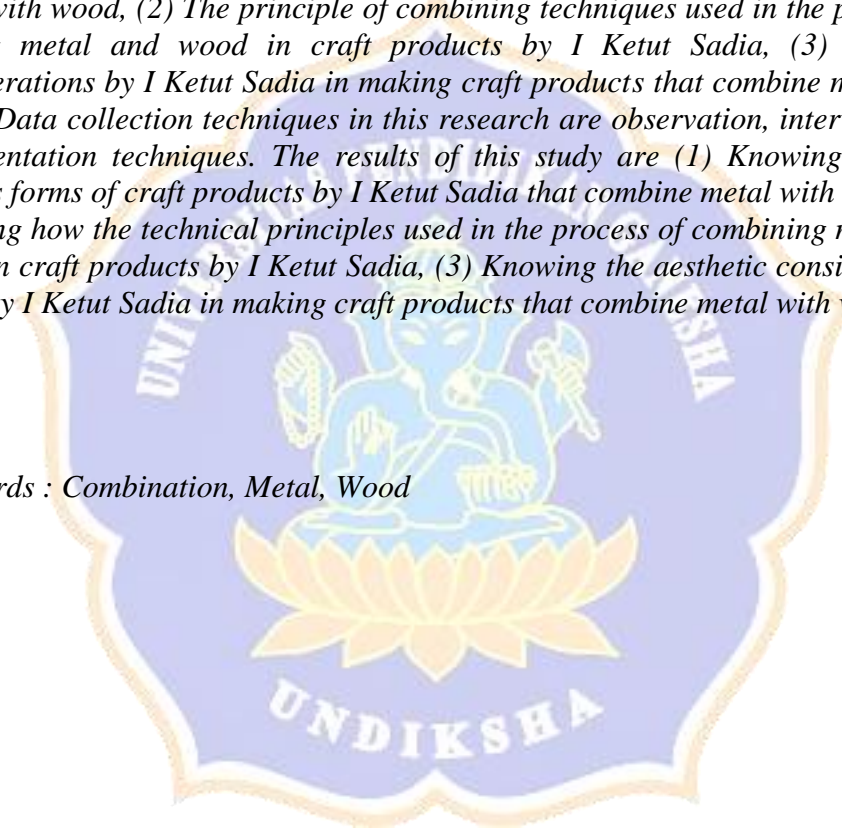 with wood, (2) The principle of combining techniques used in the p
metal and wood in craft products by I Ketut Sadia, (3)
erations by I Ketut Sadia in making craft products that combine m
Data collection techniques in this research are observation, inter
entation techniques. The results of this study are (1) Knowing
s forms of craft products by I Ketut Sadia that combine metal with
ng how the technical principles used in the process of combining
n craft products by I Ketut Sadia, (3) Knowing the aesthetic consi
y I Ketut Sadia in making craft products that combine metal with
UNIVERSITAS PENDIDIKAN GANESHA
rds : Combination, Metal, Wood
UNDIKSHA